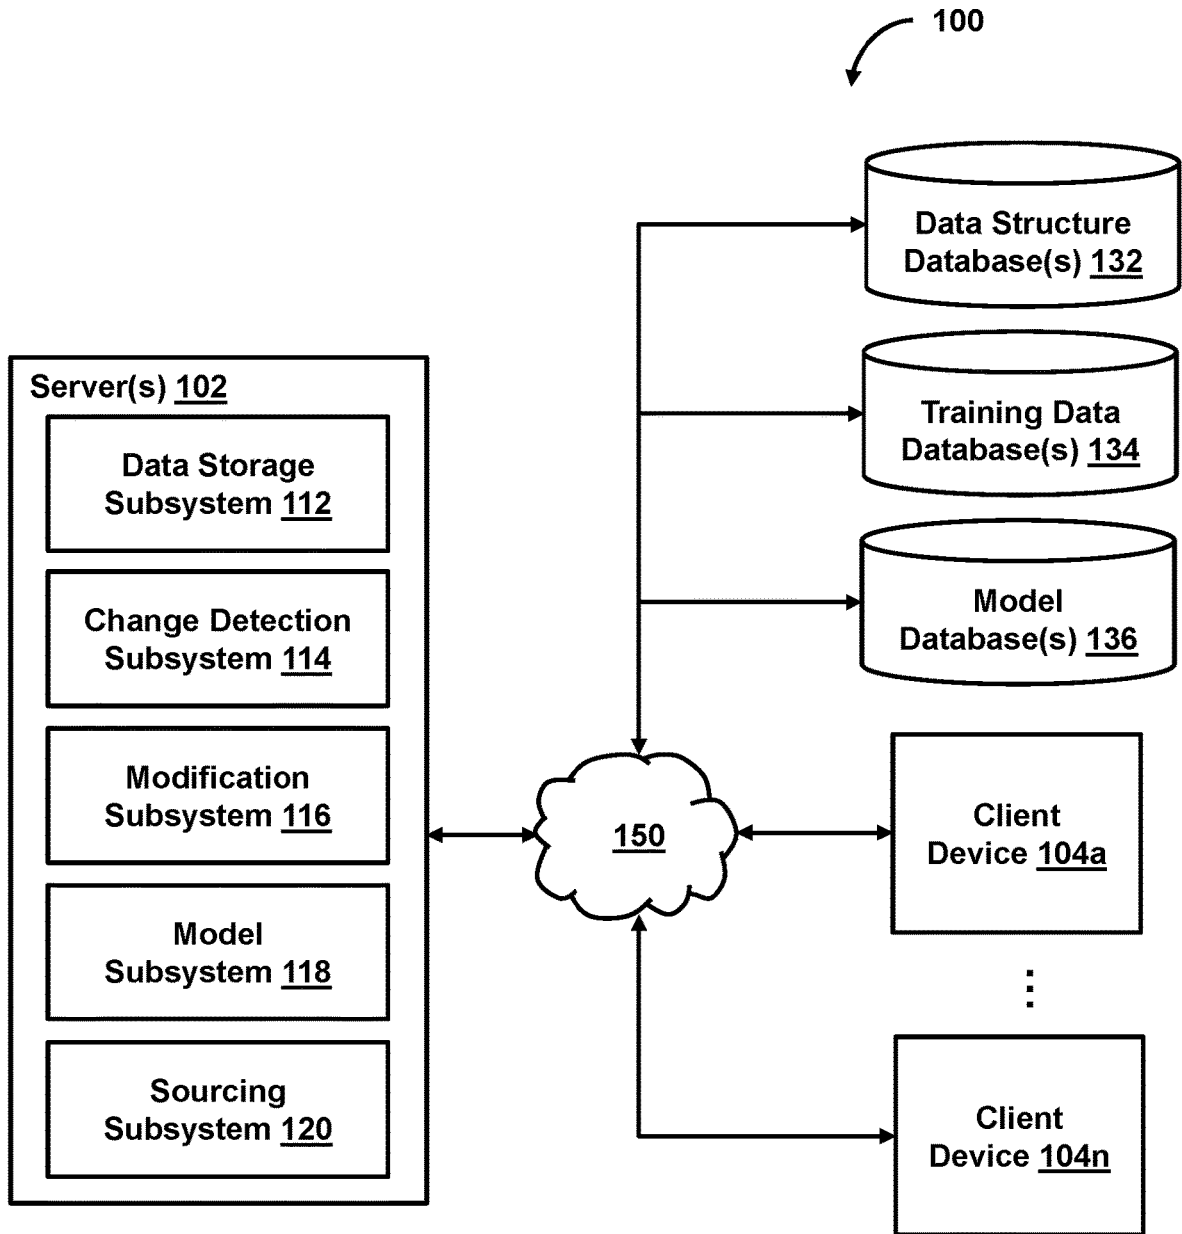 100
Data Structure
Database(s) 132
Training Data
Database(s) 134
Model
Database(s) 136
Server(s) 102
Data Storage
Subsystem 112
Change Detection
Subsystem 114
Modification
Subsystem 116
Model
Subsystem 118
Sourcing
Subsystem 120
150
Client
Device 104a
Client
Device 104n